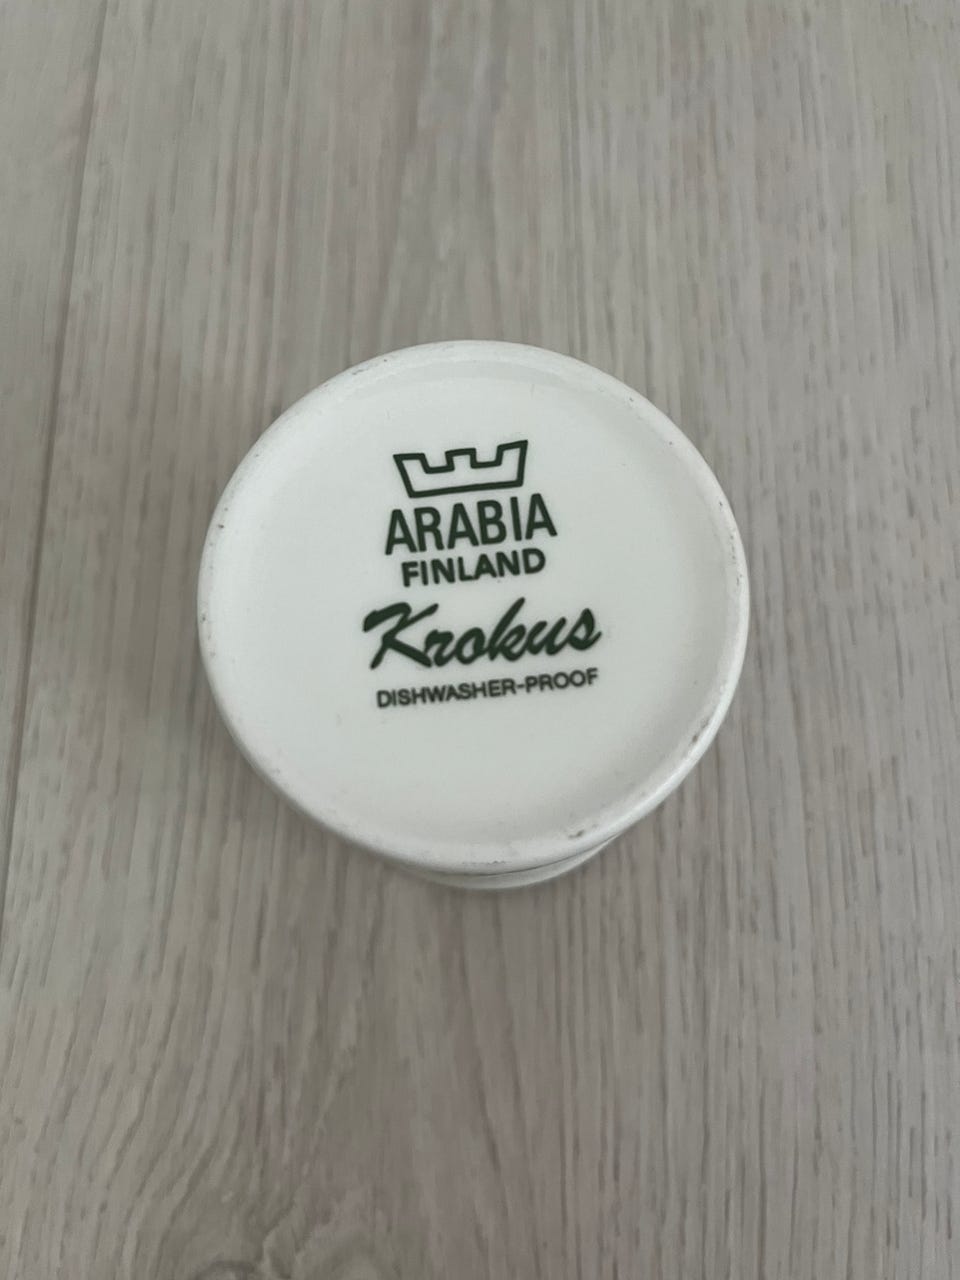 ARABIA
FINLAND
Krokus
DISHWASHER-PROOF